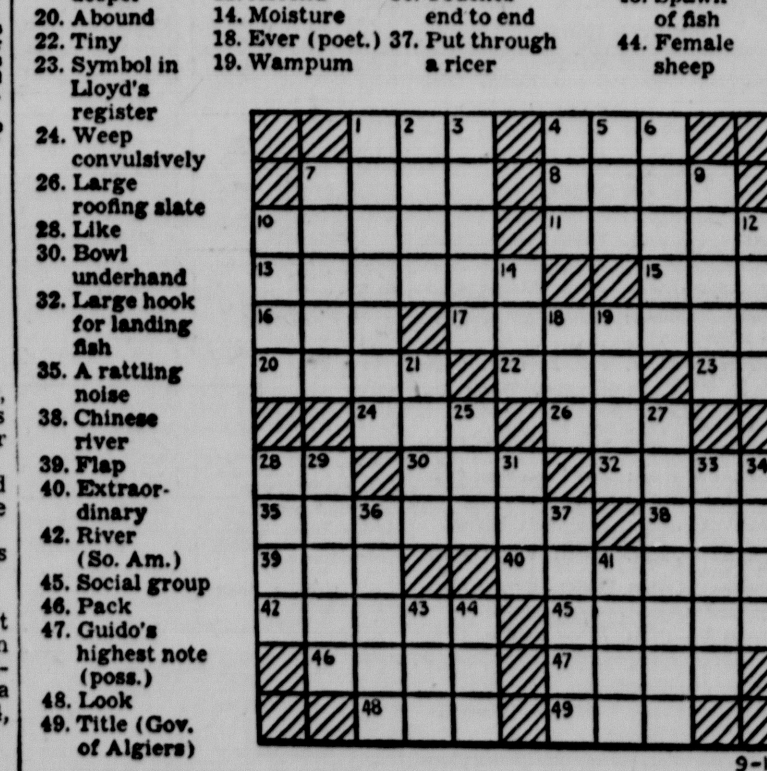 20. Abound
22. Tiny
23. Symbol in
Lloyd's
register
24. Weep
convulsively
26. Large
roofing slate
28. Like
30. Bowl
underhand
32. Large hook
for landing
fish
35. A rattling
noise
38. Chinese
river
39. Flap
40. Extraor-
dinary
42. River
(So. Am.)
45. Social group
46. Pack
47. Guido's
highest note
(poss.)
48. Look
49. Title (Gov.
of Algiers)
14. Moisture
18. Ever (poet.)
19. Wampum
end to end
37. Put through
a ricer
of fish
44. Female
sheep
1 2 3 4 5 6
7 8 9
10 11 12
13 14 15
16 17 18 19
20 21 22 23
24 25 26 27
28 29 30 31 32 33 34
35 36 37 38
39 40 41
42 43 44 45
46 47
48 49